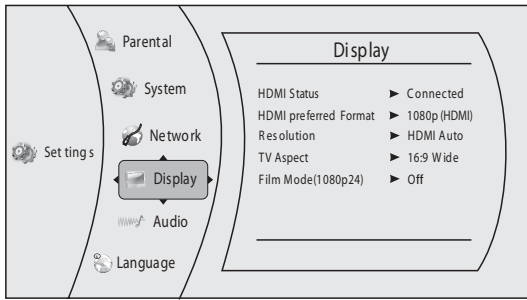 Settings
Parental
System
Network
Display
Audio
Language
Display
HDMI Status ► Connected
HDMI preferred Format ► 1080p (HDMI)
Resolution ► HDMI Auto
TV Aspect ► 16:9 Wide
Film Mode(1080p24) ► Off